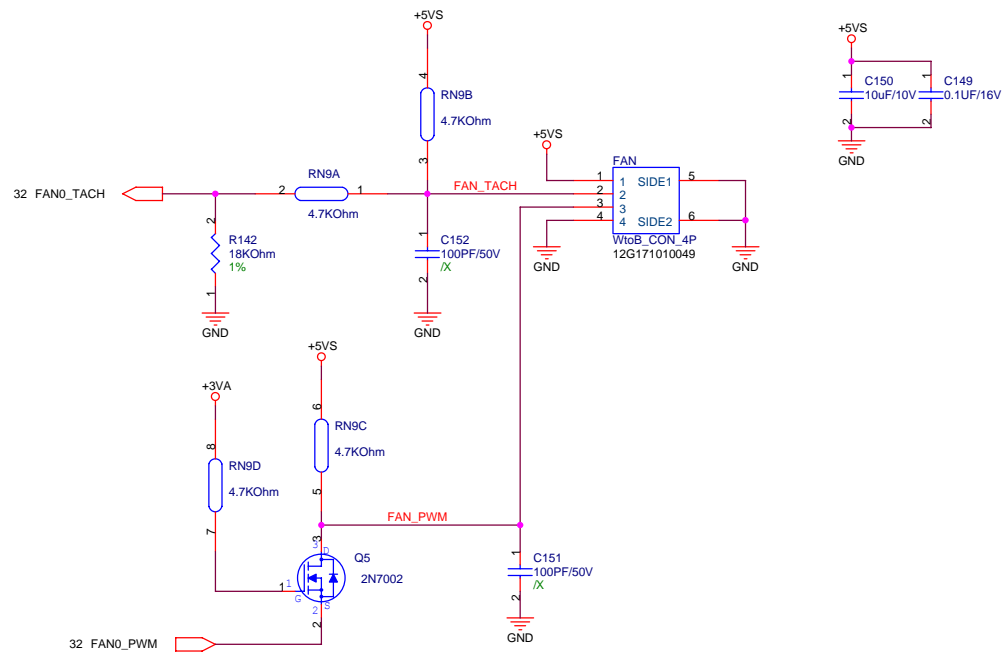 +5VS
+5VS
4
1
1
C150
10uF/10V
C149
0.1UF/16V
RN9B
4.7KOhm
2
2
3
+5VS
GND
FAN
RN9A
1
1
SIDE1
5
32 FAN0_TACH
2
1
FAN_TACH
2
2
4.7KOhm
3
3
2
1
4
4
SIDE2
6
R142
18KOhm
1%
C152
100PF/50V
/X
WtoB_CON_4P
12G171010049
GND
GND
1
2
GND
GND
+5VS
+3VA
6
RN9C
8
4.7KOhm
RN9D
4.7KOhm
5
7
FAN_PWM
3
3
D
Q5
1
C151
100PF/50V
/X
2N7002
1
1
G
S
2
2
2
GND
32 FAN0_PWM